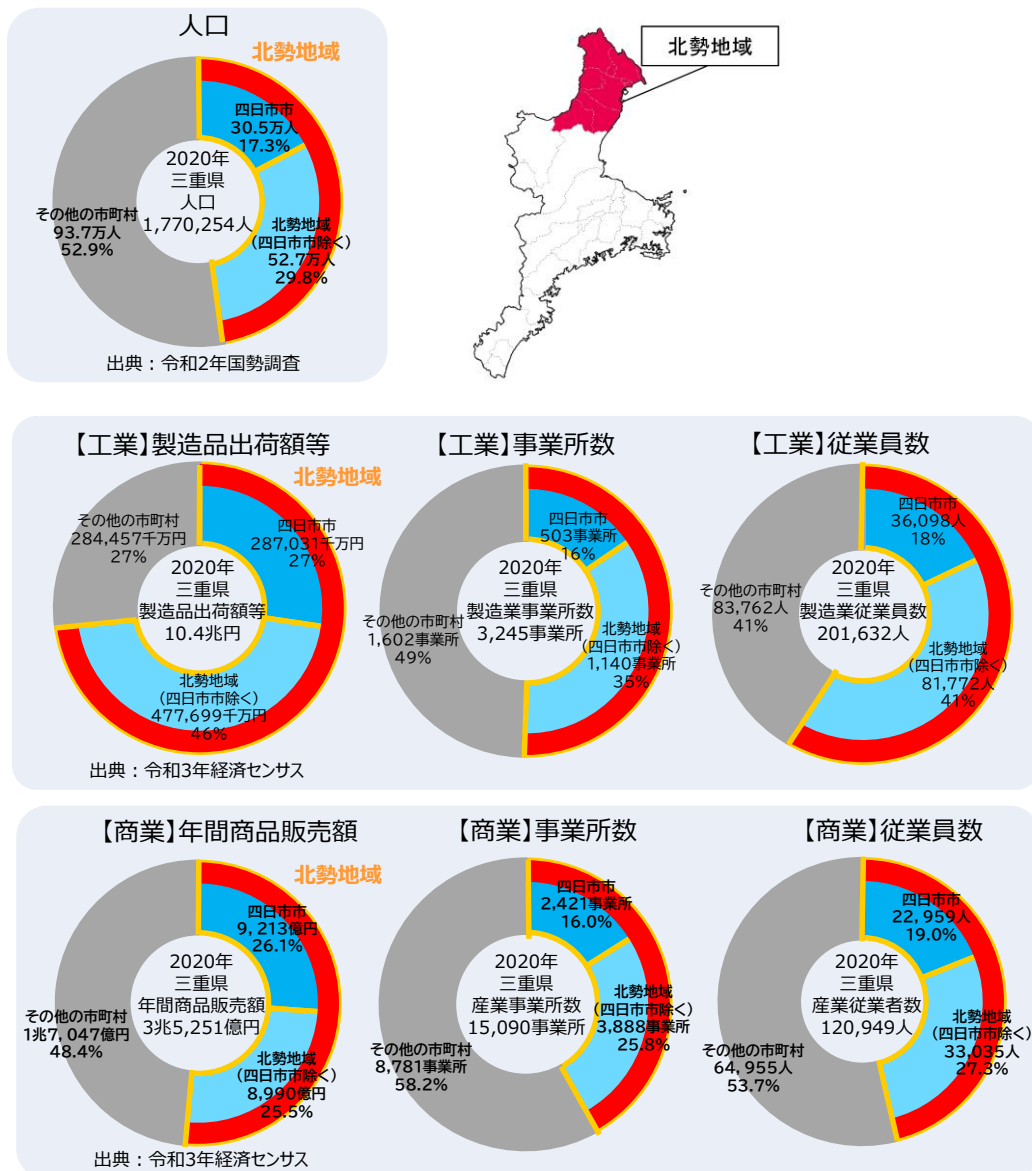 人口
北勢地域
四日市市
30.5万人
17.3%
2020年
三重県
人口
1,770,254人
その他の市町村
93.7万人
52.9%
北勢地域
(四日市市除く)
52.7万人
29.8%
出典：令和2年国勢調査
北勢地域
【工業】製造品出荷額等
北勢地域
その他の市町村
284,457千万円
27%
四日市市
287,031千万円
27%
2020年
三重県
製造品出荷額等
10.4兆円
北勢地域
(四日市市除く)
477,699千万円
46%
出典：令和3年経済センサス
【工業】事業所数
四日市市
503事業所
16%
2020年
三重県
製造業事業所数
3,245事業所
その他の市町村
1,602事業所
49%
北勢地域
(四日市市除く)
1,140事業所
35%
【工業】従業員数
四日市市
36,098人
18%
2020年
三重県
製造業従業員数
201,632人
その他の市町村
83,762人
41%
北勢地域
(四日市市除く)
81,772人
41%
【商業】年間商品販売額
北勢地域
四日市市
9,213億円
26.1%
2020年
三重県
年間商品販売額
3兆5,251億円
その他の市町村
1兆7,047億円
48.4%
北勢地域
(四日市市除く)
8,990億円
25.5%
出典：令和3年経済センサス
【商業】事業所数
四日市市
2,421事業所
16.0%
2020年
三重県
産業事業所数
15,090事業所
北勢地域
(四日市市除く)
3,888事業所
25.8%
その他の市町村
8,781事業所
58.2%
【商業】従業員数
四日市市
22,959人
19.0%
2020年
三重県
産業従業者数
120,949人
北勢地域
(四日市市除く)
33,035人
27.3%
その他の市町村
64,955人
53.7%